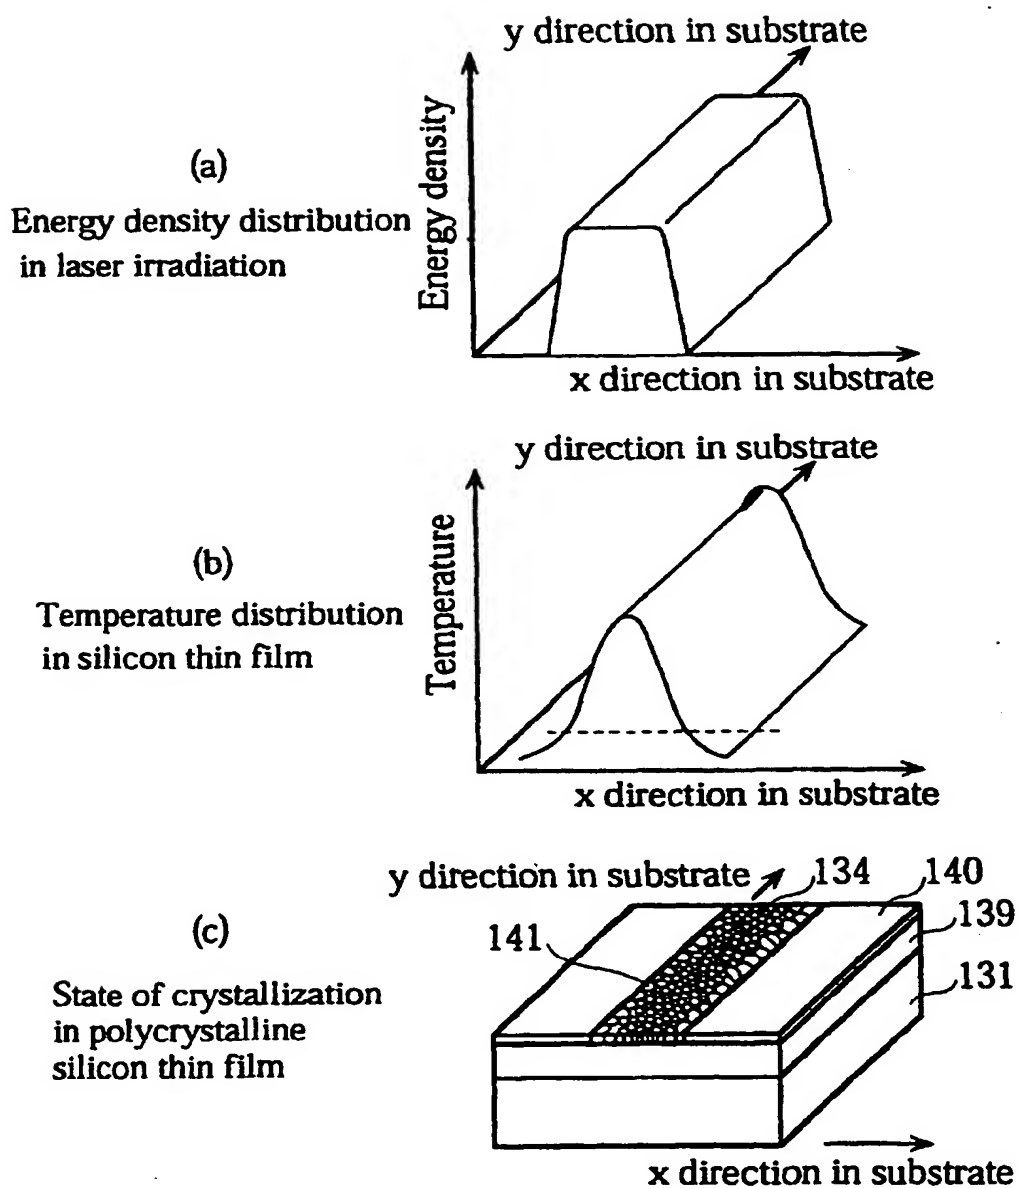 y direction in substrate
(a)
Energy density distribution
in laser irradiation
Energy density
x direction in substrate
y direction in substrate
(b)
Temperature distribution
in silicon thin film
Temperature
x direction in substrate
y direction in substrate
134
140
139
131
141
(c)
State of crystallization
in polycrystalline
silicon thin film
x direction in substrate